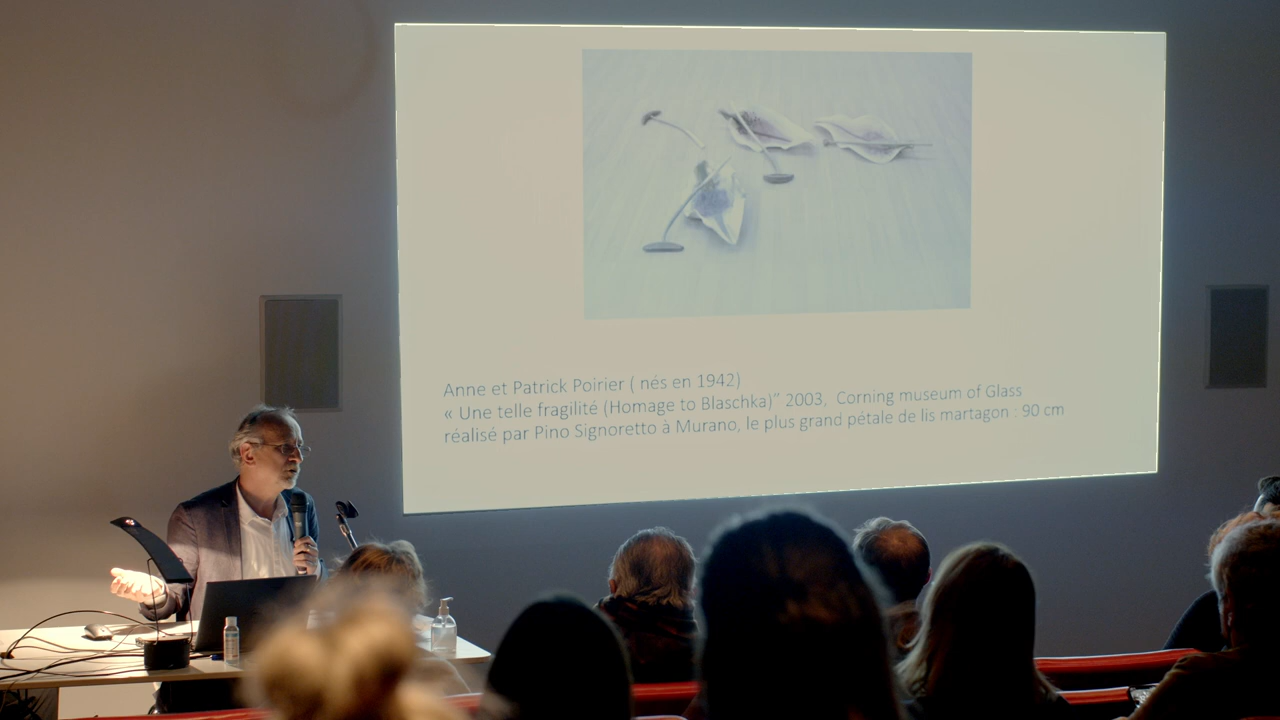 Anne et Patrick Poirier ( nés en 1942)
« Une telle fragilité (Homage to Blaschka)” 2003,  Corning museum of Glass
réalisé par Pino Signoretto à Murano, le plus grand pétale de lis martagon : 90 cm